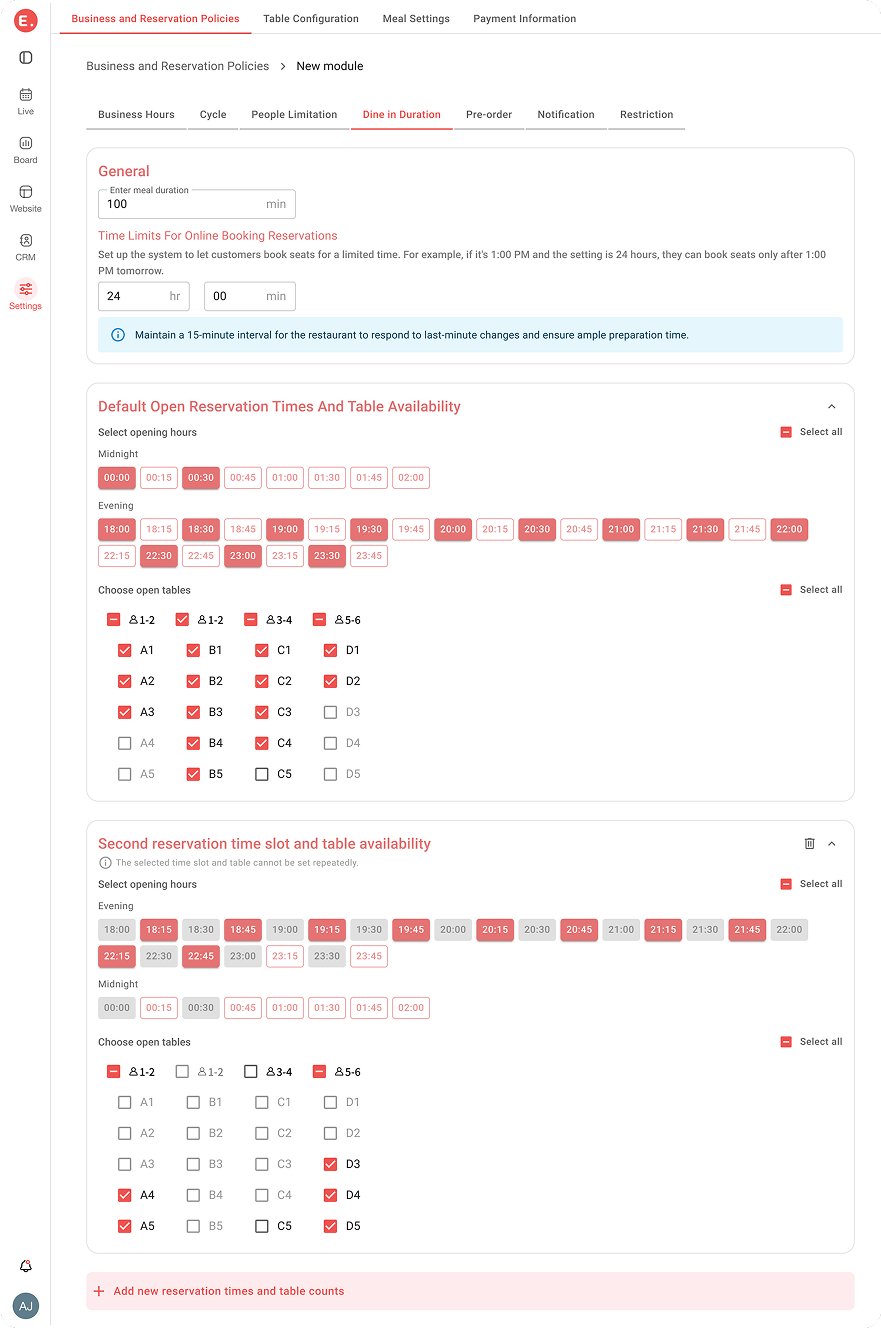 E.
Business and Reservation Policies Table Configuration Meal Settings Payment Information
Business and Reservation Policies > New module
Live
Board
Website
CRM
Settings
Business Hours Cycle People Limitation Dine in Duration Pre-order Notification Restriction
General
Enter meal duration
100 min
Time Limits For Online Booking Reservations
Set up the system to let customers book seats for a limited time. For example, if it's 1:00 PM and the setting is 24 hours, they can book seats only after 1:00
PM tomorrow.
24 hr 00 min
Maintain a 15-minute interval for the restaurant to respond to last-minute changes and ensure ample preparation time.
Default Open Reservation Times And Table Availability
Select opening hours Select all
Midnight
00:00 00:15 00:30 00:45 01:00 01:30 01:45 02:00
Evening
18:00 18:15 18:30 18:45 19:00 19:15 19:30 19:45 20:00 20:15 20:30 20:45 21:00 21:15 21:30 21:45 22:00
22:15 22:30 22:45 23:00 23:15 23:30 23:45
Choose open tables Select all
1-2 1-2 3-4 5-6
A1 B1 C1 D1
A2 B2 C2 D2
A3 B3 C3 D3
A4 B4 C4 D4
A5 B5 C5 D5
Second reservation time slot and table availability
The selected time slot and table cannot be set repeatedly.
Select opening hours Select all
Evening
18:00 18:15 18:30 18:45 19:00 19:15 19:30 19:45 20:00 20:15 20:30 20:45 21:00 21:15 21:30 21:45 22:00
22:15 22:30 22:45 23:00 23:15 23:30 23:45
Midnight
00:00 00:15 00:30 00:45 01:00 01:30 01:45 02:00
Choose open tables Select all
1-2 1-2 3-4 5-6
A1 B1 C1 D1
A2 B2 C2 D2
A3 B3 C3 D3
A4 B4 C4 D4
A5 B5 C5 D5
+ Add new reservation times and table counts
AJ